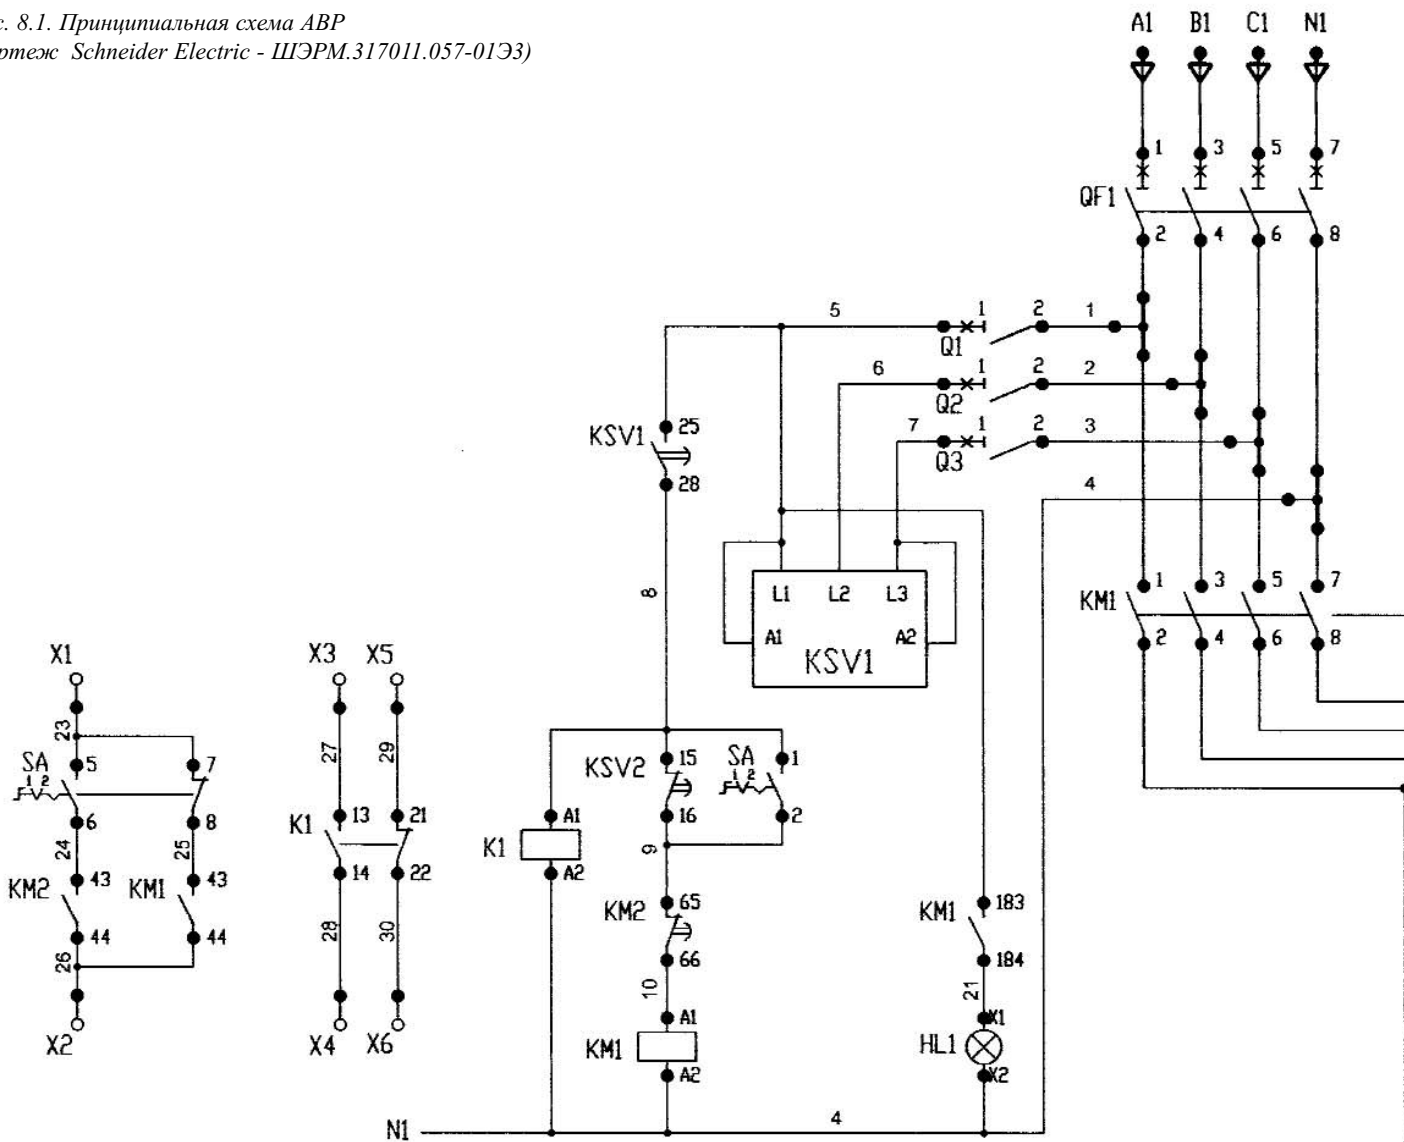 с. 8.1. Принципиальная схема АВР
ртеж Schneider Electric - ШЭРМ.317011.057-01ЭЗ)
A1 B1 C1 N1
1 3 5 7
QF1
2 4 6 8
5 1 2 1
Q1
6 1 2 2
Q2
7 1 2 3
Q3
KSV1 25
28
4
8
L1 L2 L3
A1 A2
KSV1
1 3 5 7
KM1
2 4 6 8
X1 X3 X5
23 27 29
SA 5 7
1 2
6 8
24 25
KM2 43 KM1 43
44 44
26
X2
K1 13 21
14 22
28 30
X4 X6
KSV2 15 SA 1
1 2
16 2
K1 A1
A2
9
KM2 65 KM1 183
66 184
10 21
A1 X1
KM1 HL1
A2 X2
4
N1